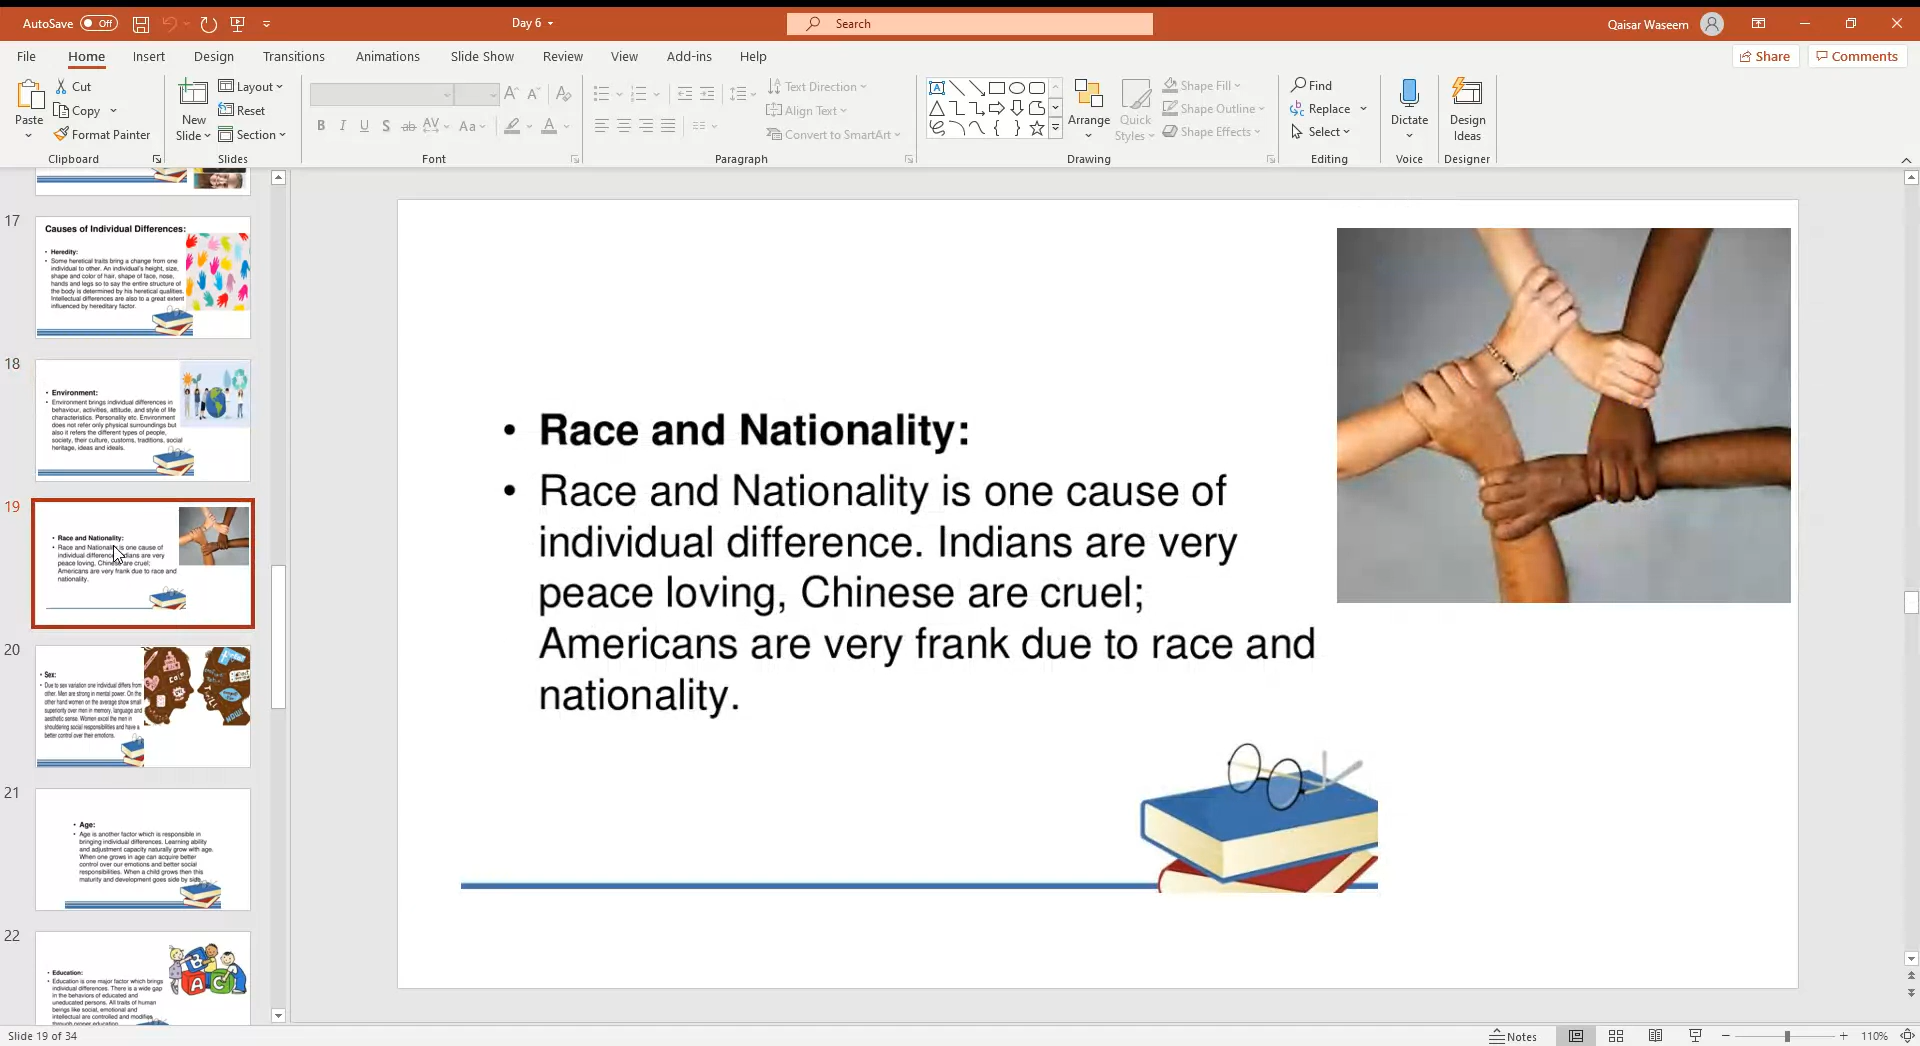 AutoSave Off
Day 6
Search
Qaisar Waseem
File Home Insert Design Transitions Animations Slide Show Review View Add-ins Help
Share Comments
Paste
Cut
Copy
Format Painter
Clipboard
New
Slide
Layout
Reset
Section
Slides
B I U S ab AV Aa A
Font
Text Direction
Align Text
Convert to SmartArt
Paragraph
Arrange
Quick
Styles
Shape Fill
Shape Outline
Shape Effects
Drawing
Find
Replace
Select
Editing
Dictate
Voice
Design
Ideas
Designer
17
Causes of Individual Differences:
• Heredity:
• Some heretical traits bring a change from one
individual to other. An individual's height, size,
shape and color of hair, shape of face, nose,
hands and legs so to say the entire structure of
the body is determined by his heretical qualities.
Intellectual differences are also to a great extent
influenced by hereditary factor.
18
• Environment:
• Environment brings individual differences in
behaviour, activities, attitude, and style of life
characteristics. Personality etc. Environment
does not refer only physical surroundings but
also it refers the different types of people,
society, their culture, customs, traditions, social
heritage, ideas and ideals.
19
• Race and Nationality:
• Race and Nationality is one cause of
individual difference. Indians are very
peace loving, Chinese are cruel;
Americans are very frank due to race and
nationality.
20
• Sex:
• Due to sex variation one individual differs from
other. Men are strong in mental power. On the
other hand women on the average show small
superiority over men in memory, language and
aesthetic sense. Women excel the men in
shouldering social responsibilities and have a
better control over their emotions.
21
• Age:
• Age is another factor which is responsible in
bringing individual differences. Learning ability
and adjustment capacity naturally grow with age.
When one grows in age can acquire better
control over our emotions and better social
responsibilities. When a child grows then this
maturity and development goes side by side.
22
• Education:
• Education is one major factor which brings
individual differences. There is a wide gap
in the behaviors of educated and
uneducated persons. All traits of human
beings like social, emotional and
intellectual are controlled and modifies
through proper education.
• Race and Nationality:
• Race and Nationality is one cause of
individual difference. Indians are very
peace loving, Chinese are cruel;
Americans are very frank due to race and
nationality.
Slide 19 of 34
Notes
110%